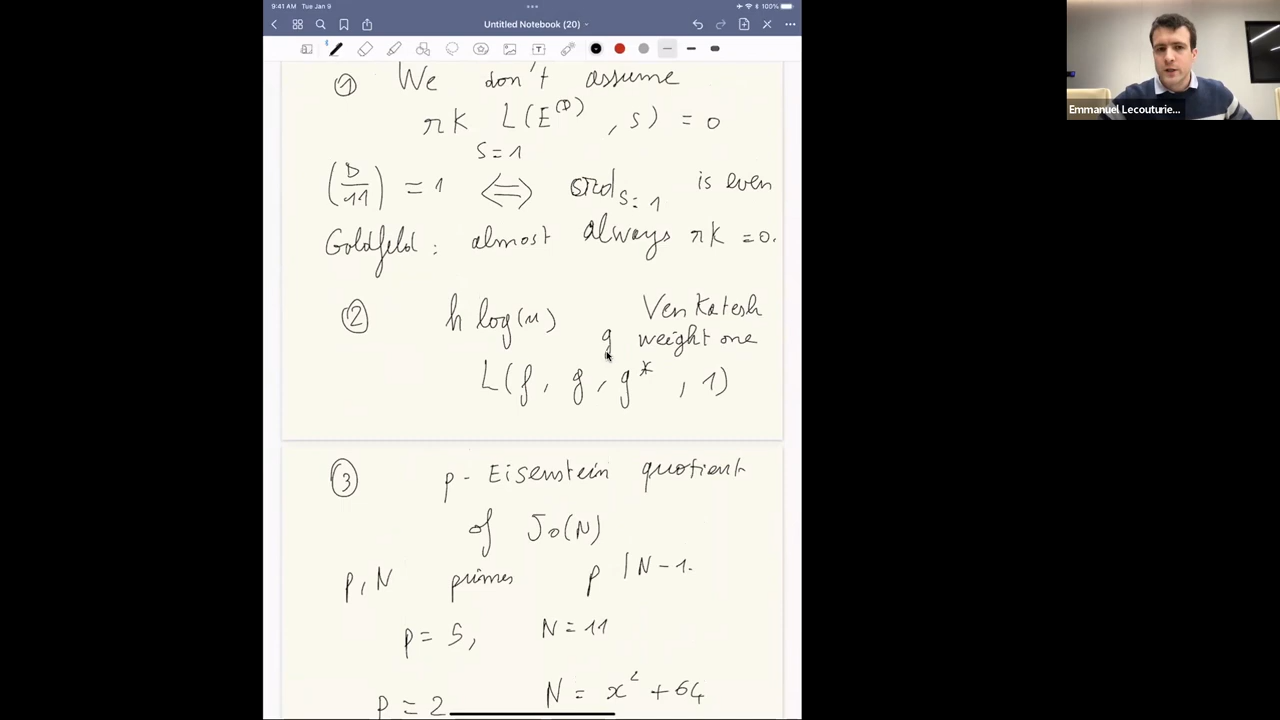 9:41 AM Tue Jan 9
100%
Untitled Notebook (20)
① We don't assume
rk L(E^(D), s) = 0
s=1
(D/11) = 1 ⟺ ord_{s=1} is even
Goldfeld: almost always rk = 0.
② h log(u) Venkatesh
g weight one
L(f, g, g*, 1)
③ p-Eisenstein quotient
of J0(N)
p, N primes p | N-1.
p = 5, N = 11
p = 2 N = x² + 64
Emmanuel Lecouturie...